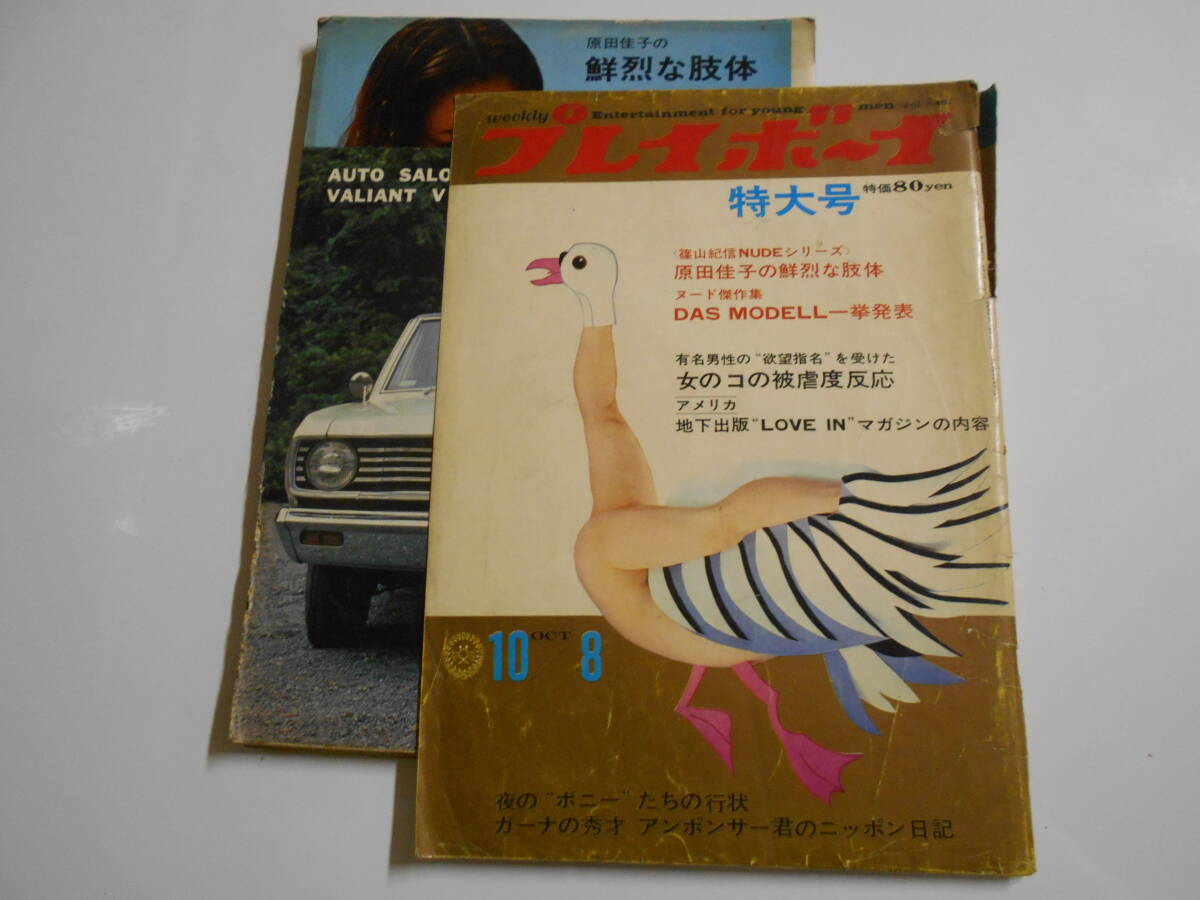 原田佳子の
鮮烈な肢体
AUTO SALO
VALIANT V
weekly Entertainment for young men
プレイボーイ
特大号 特価80yen
〈篠山紀信NUDEシリーズ〉
原田佳子の鮮烈な肢体
ヌード傑作集
DAS MODELL一挙発表
有名男性の“欲望指名”を受けた
女のコの被虐度反応
アメリカ
地下出版“LOVE IN”マガジンの内容
10 OCT 8
夜の“ボニー”たちの行状
ガーナの秀才 アンポンサー君のニッポン日記